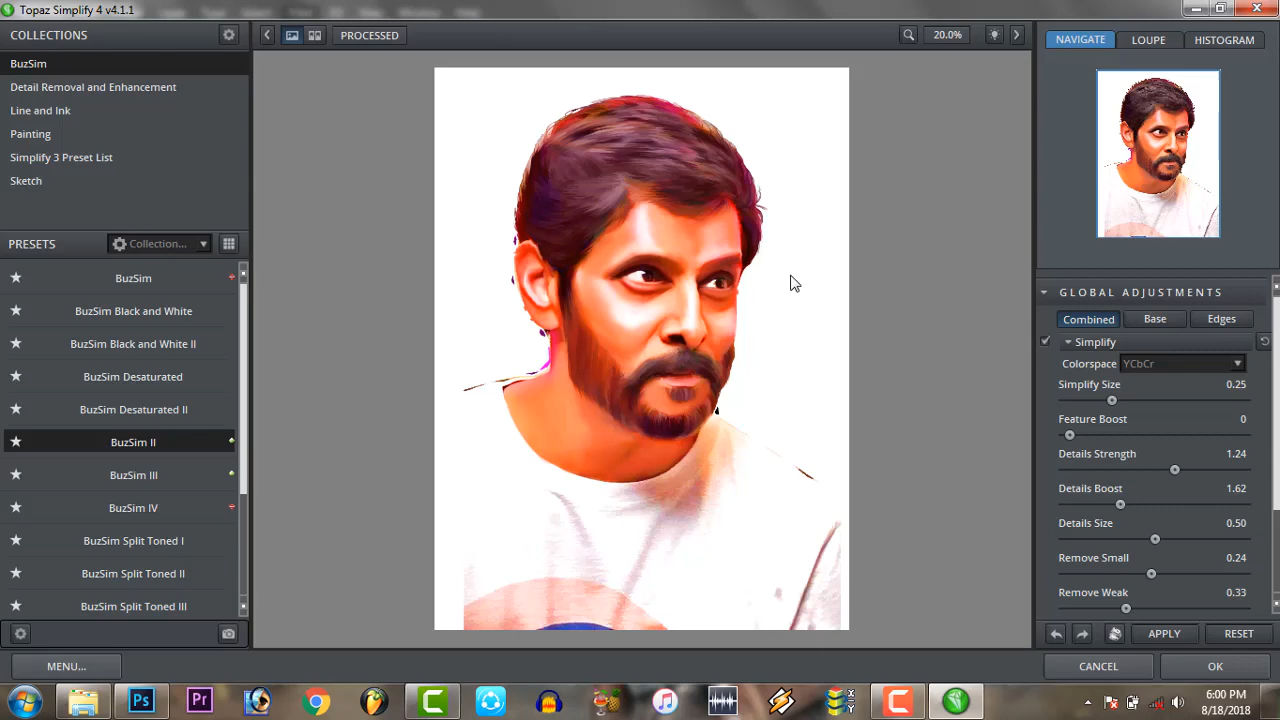 Topaz Simplify 4 v4.1.1
COLLECTIONS
BuzSim
Detail Removal and Enhancement
Line and Ink
Painting
Simplify 3 Preset List
Sketch
PRESETS
Collection...
BuzSim
BuzSim Black and White
BuzSim Black and White II
BuzSim Desaturated
BuzSim Desaturated II
BuzSim II
BuzSim III
BuzSim IV
BuzSim Split Toned I
BuzSim Split Toned II
BuzSim Split Toned III
MENU...
PROCESSED
20.0%
NAVIGATE LOUPE HISTOGRAM
GLOBAL ADJUSTMENTS
Combined Base Edges
Simplify
Colorspace YCbCr
Simplify Size 0.25
Feature Boost 0
Details Strength 1.24
Details Boost 1.62
Details Size 0.50
Remove Small 0.24
Remove Weak 0.33
APPLY RESET
CANCEL OK
Ps
Pr
6:00 PM
8/18/2018